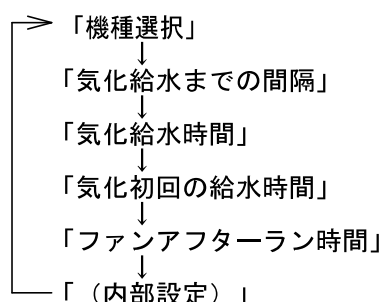 「機種選択」
「気化給水までの間隔」
「気化給水時間」
「気化初回の給水時間」
「ファンアフターラン時間」
「（内部設定）」